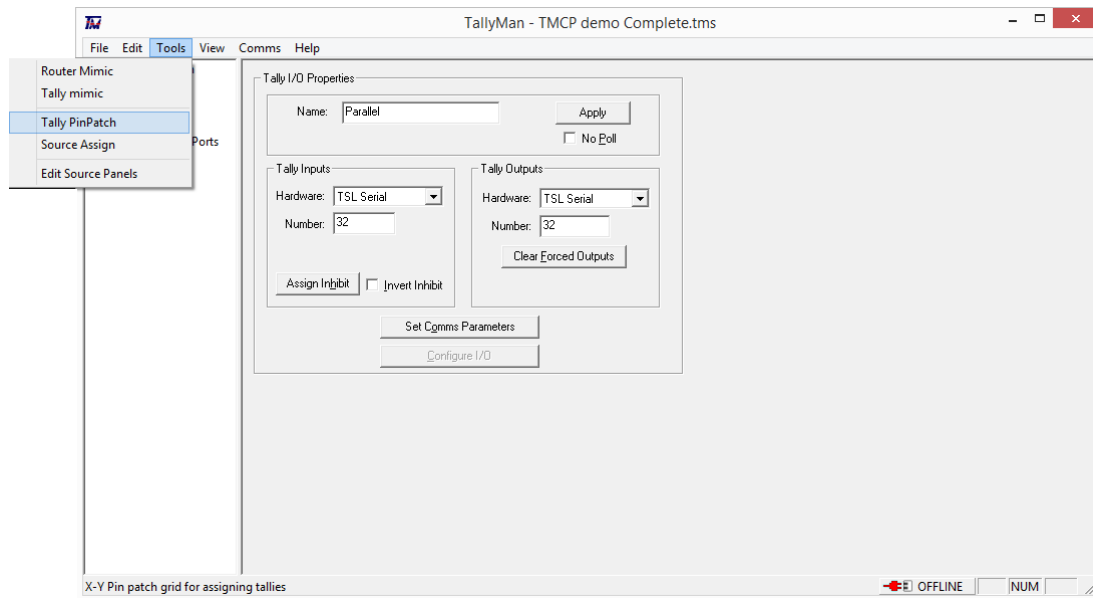 TM TallyMan - TMCP demo Complete.tms
File Edit Tools View Comms Help
Router Mimic
Tally mimic
Tally PinPatch
Source Assign
Edit Source Panels
Ports
Tally I/O Properties
Name: Parallel Apply
No Poll
Tally Inputs
Hardware: TSL Serial
Number: 32
Assign Inhibit Invert Inhibit
Tally Outputs
Hardware: TSL Serial
Number: 32
Clear Forced Outputs
Set Comms Parameters
Configure I/O
X-Y Pin patch grid for assigning tallies OFFLINE NUM